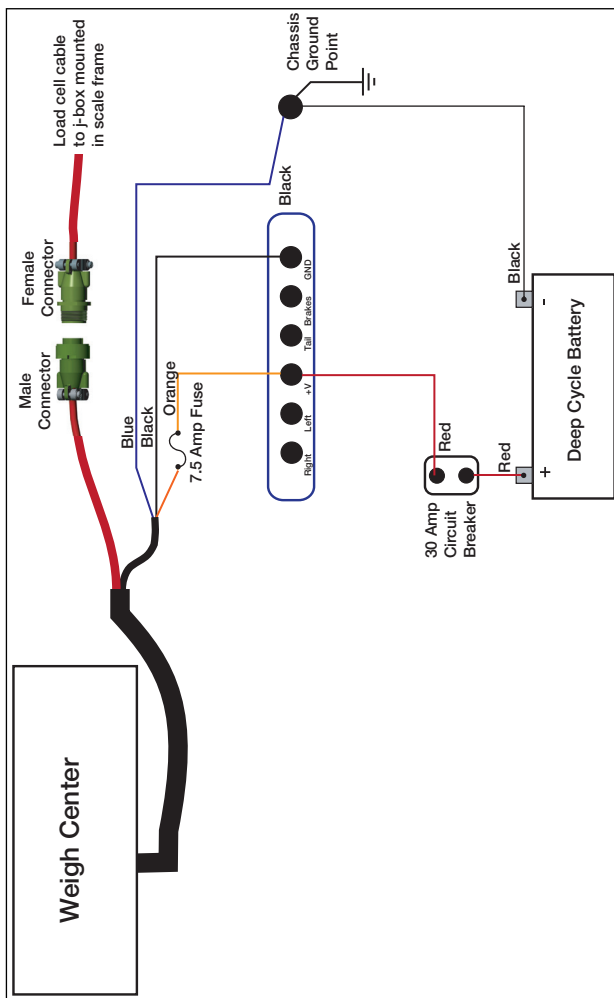 Weigh Center
Male
Connector
Female
Connector
Load cell cable
to j-box mounted
in scale frame
Blue
Black
Orange
7.5 Amp Fuse
Black
Chassis
Ground
Point
Right
Left
+V
Tail
Brakes
GND
30 Amp
Circuit
Breaker
Red
Red
Black
+
-
Deep Cycle Battery